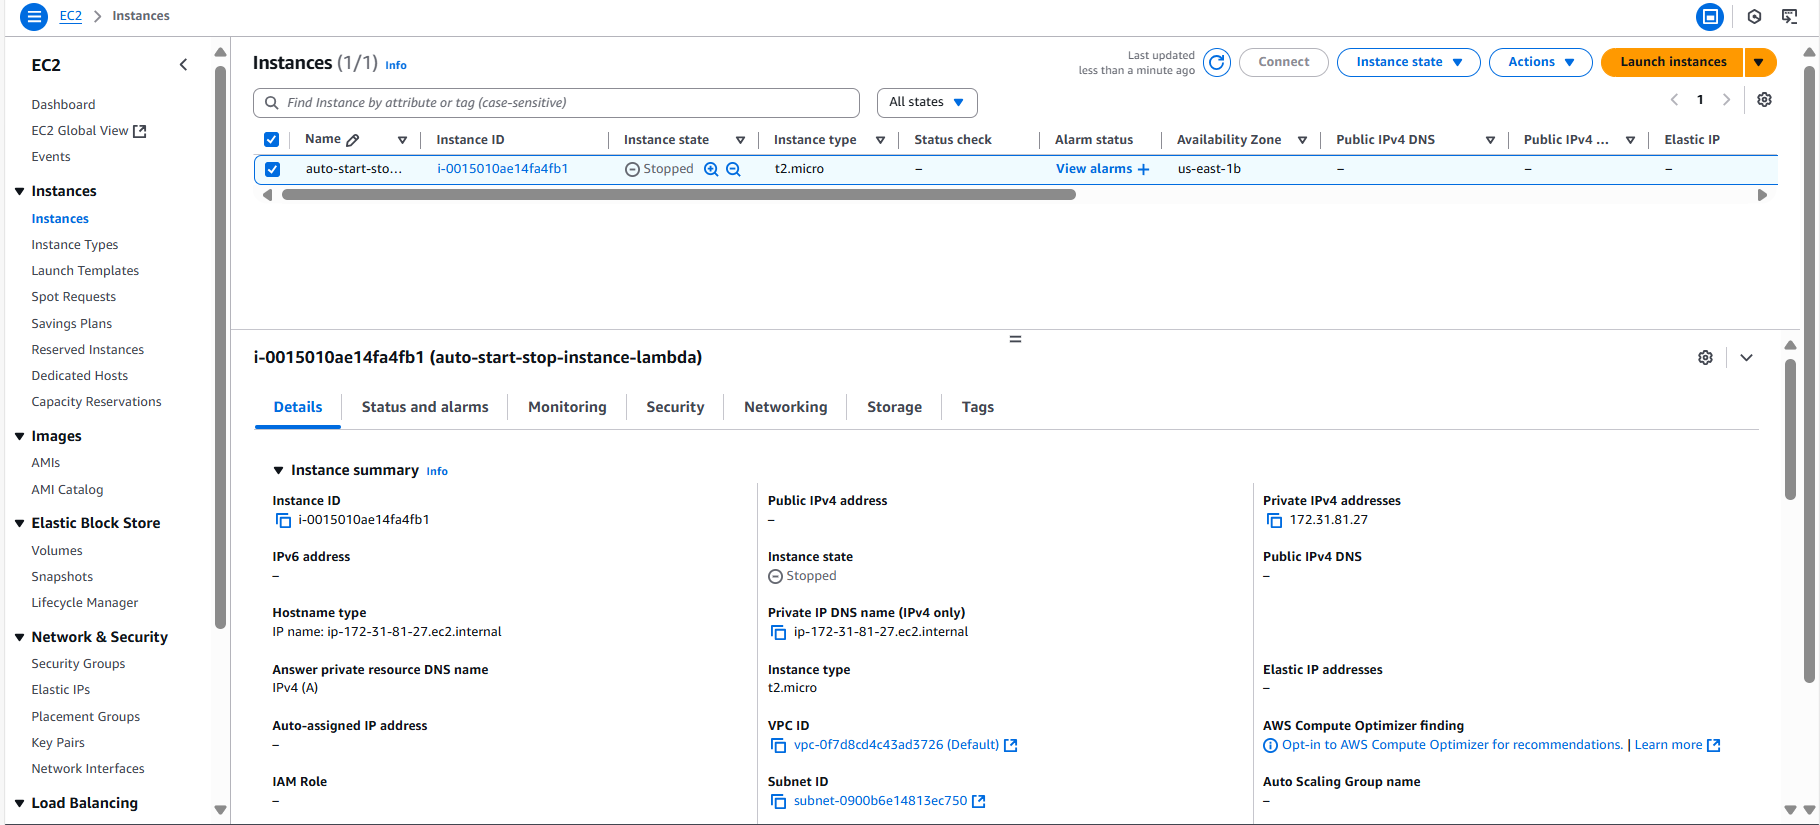 EC2 > Instances
EC2
Dashboard
EC2 Global View
Events
Instances
Instances
Instance Types
Launch Templates
Spot Requests
Savings Plans
Reserved Instances
Dedicated Hosts
Capacity Reservations
Images
AMIs
AMI Catalog
Elastic Block Store
Volumes
Snapshots
Lifecycle Manager
Network & Security
Security Groups
Elastic IPs
Placement Groups
Key Pairs
Network Interfaces
Load Balancing
Instances (1/1) Info
Last updated
less than a minute ago
Connect
Instance state
Actions
Launch instances
Find Instance by attribute or tag (case-sensitive)
All states
1
Name Instance ID Instance state Instance type Status check Alarm status Availability Zone Public IPv4 DNS Public IPv4 ... Elastic IP
auto-start-sto... i-0015010ae14fa4fb1 Stopped t2.micro – View alarms + us-east-1b – – –
i-0015010ae14fa4fb1 (auto-start-stop-instance-lambda)
Details Status and alarms Monitoring Security Networking Storage Tags
Instance summary Info
Instance ID
i-0015010ae14fa4fb1
Public IPv4 address
–
Private IPv4 addresses
172.31.81.27
IPv6 address
–
Instance state
Stopped
Public IPv4 DNS
–
Hostname type
IP name: ip-172-31-81-27.ec2.internal
Private IP DNS name (IPv4 only)
ip-172-31-81-27.ec2.internal
Answer private resource DNS name
IPv4 (A)
Instance type
t2.micro
Elastic IP addresses
–
Auto-assigned IP address
–
VPC ID
vpc-0f7d8cd4c43ad3726 (Default)
AWS Compute Optimizer finding
Opt-in to AWS Compute Optimizer for recommendations. | Learn more
IAM Role
–
Subnet ID
subnet-0900b6e14813ec750
Auto Scaling Group name
–